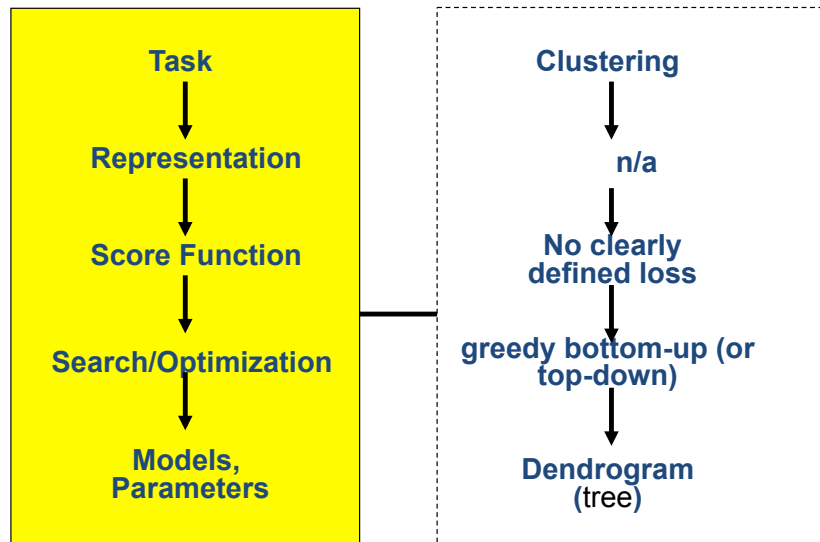 Task
Representation
Score Function
Search/Optimization
Models,
Parameters
Clustering
n/a
No clearly
defined loss
greedy bottom-up (or
top-down)
Dendrogram
(tree)